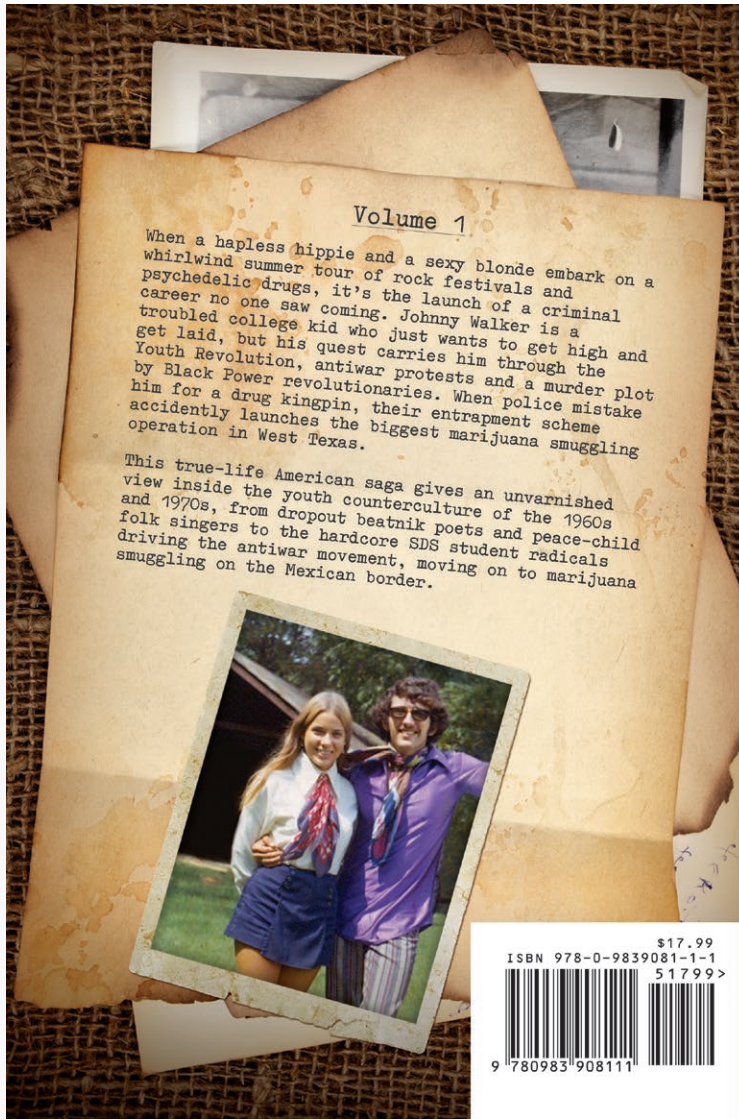 Volume 1
When a hapless hippie and a sexy blonde embark on a
whirlwind summer tour of rock festivals and
psychedelic drugs, it's the launch of a criminal
career no one saw coming. Johnny Walker is a
troubled college kid who just wants to get high and
get laid, but his quest carries him through the
Youth Revolution, antiwar protests and a murder plot
by Black Power revolutionaries. When police mistake
him for a drug kingpin, their entrapment scheme
accidently launches the biggest marijuana smuggling
operation in West Texas.
This true-life American saga gives an unvarnished
view inside the youth counterculture of the 1960s
and 1970s, from dropout beatnik poets and peace-child
folk singers to the hardcore SDS student radicals
driving the antiwar movement, moving on to marijuana
smuggling on the Mexican border.
$17.99
ISBN 978-0-9839081-1-1
51799>
9 780983 908111